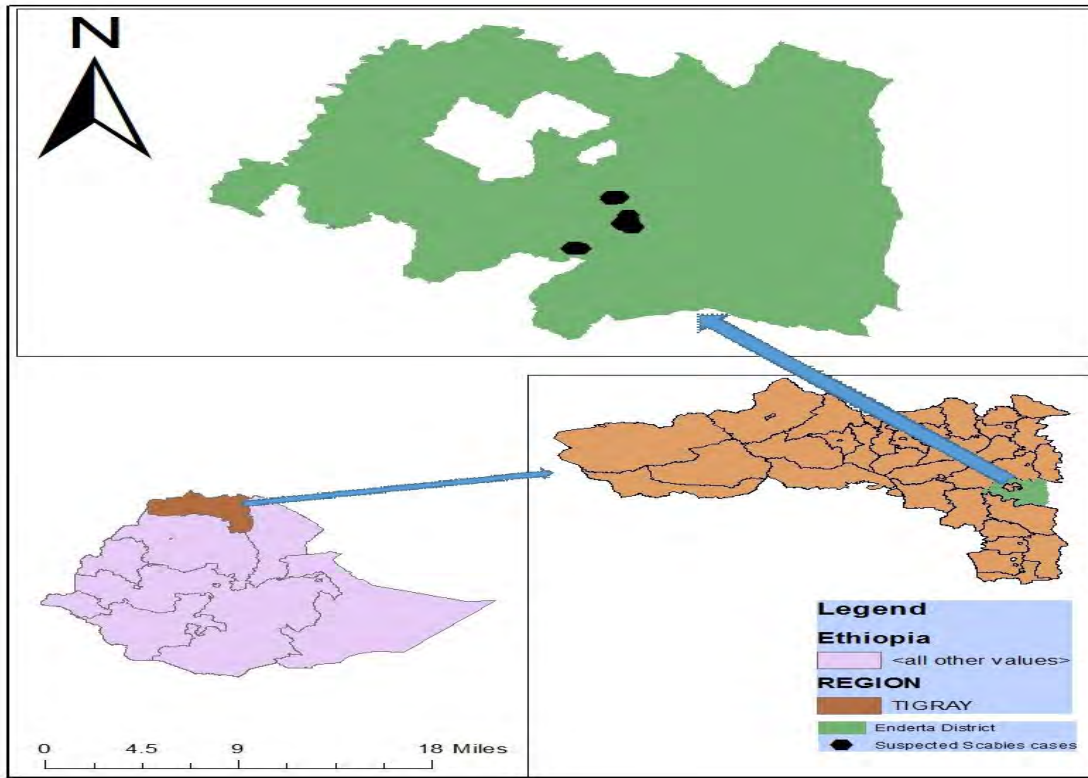 N
Legend
Ethiopia
<all other values>
REGION
TIGRAY
Enderta District
Suspected Scabies cases
0 4.5 9 18 Miles